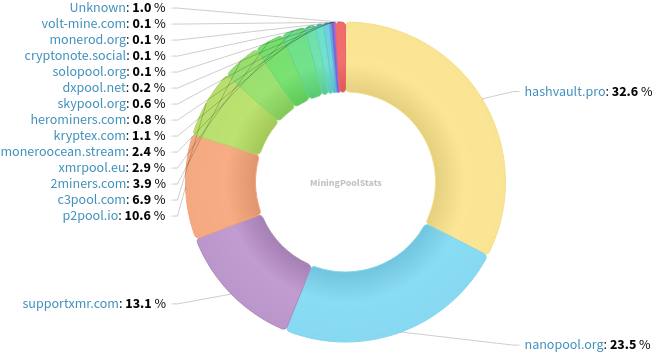 Unknown: 1.0 %
volt-mine.com: 0.1 %
monerod.org: 0.1 %
cryptonote.social: 0.1 %
solopool.org: 0.1 %
dxpool.net: 0.2 %
skypool.org: 0.6 %
herominers.com: 0.8 %
kryptex.com: 1.1 %
moneroocean.stream: 2.4 %
xmrpool.eu: 2.9 %
2miners.com: 3.9 %
c3pool.com: 6.9 %
p2pool.io: 10.6 %
supportxmr.com: 13.1 %
MiningPoolStats
hashvault.pro: 32.6 %
nanopool.org: 23.5 %